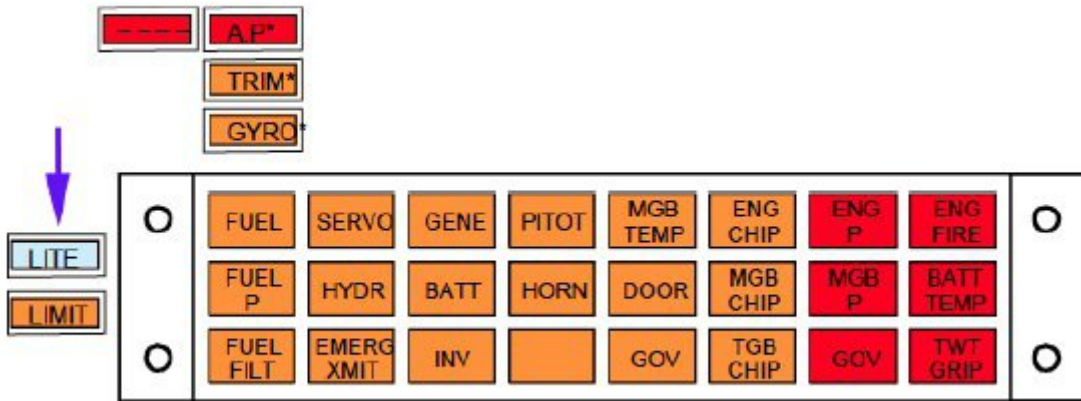 ---- A.P*
TRIM*
GYRO*
FUEL SERVO GENE PITOT MGB TEMP ENG CHIP ENG P ENG FIRE
LITE
FUEL P HYDR BATT HORN DOOR MGB CHIP MGB P BATT TEMP
LIMIT
FUEL FILT EMERG XMIT INV GOV TGB CHIP GOV TWT GRIP